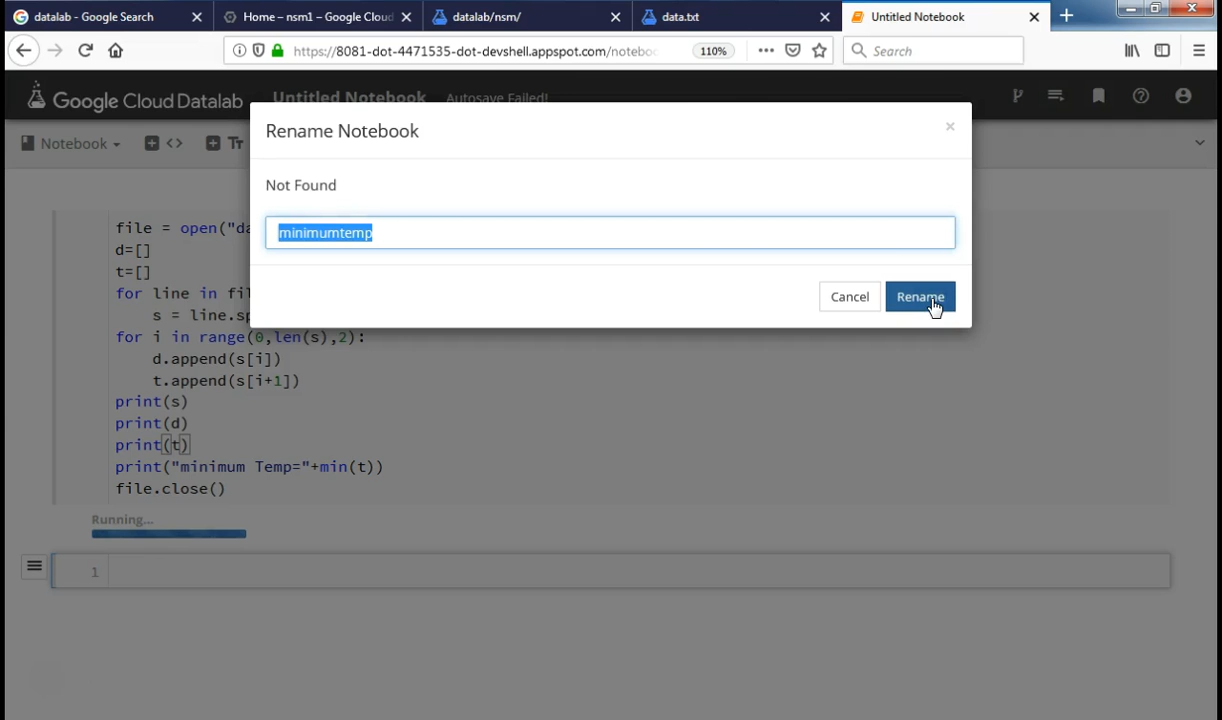 datalab - Google Search
Home – nsm1 – Google Cloud
datalab/nsm/
data.txt
Untitled Notebook
https://8081-dot-4471535-dot-devshell.appspot.com/notebo
110%
Search
Google Cloud Datalab
Untitled Notebook
Autosave Failed!
Notebook
Rename Notebook
Not Found
minimumtemp
Cancel
Rename
file = open("da
d=[]
t=[]
for line in fil
s = line.sp
for i in range(0,len(s),2):
d.append(s[i])
t.append(s[i+1])
print(s)
print(d)
print(t)
print("minimum Temp="+min(t))
file.close()
Running...
1